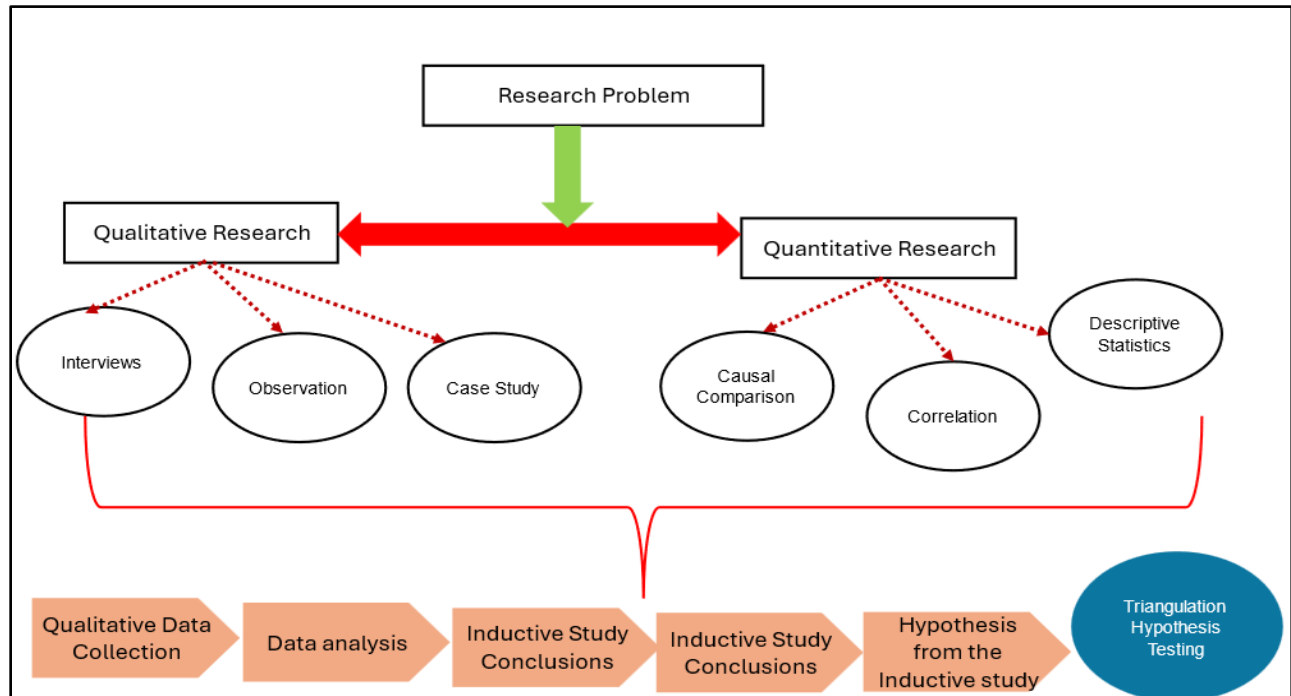 Research Problem
Qualitative Research
Quantitative Research
Interviews
Observation
Case Study
Causal
Comparison
Correlation
Descriptive
Statistics
Qualitative Data
Collection
Data analysis
Inductive Study
Conclusions
Inductive Study
Conclusions
Hypothesis
from the
Inductive study
Triangulation
Hypothesis
Testing